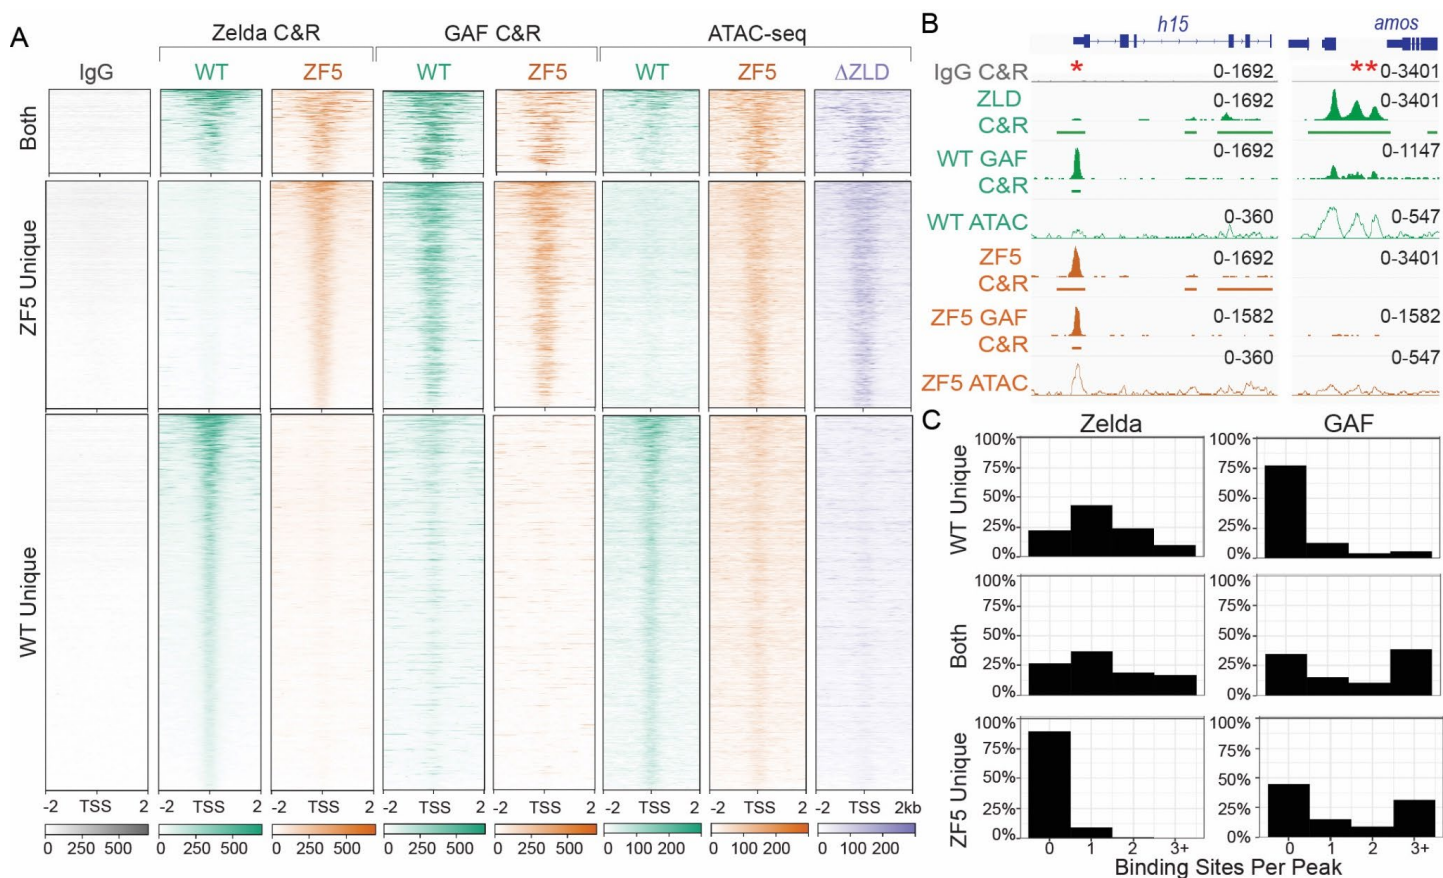 A
Zelda C&R GAF C&R ATAC-seq
IgG WT ZF5 WT ZF5 WT ZF5 ΔZLD
Both
ZF5 Unique
WT Unique
-2 TSS 2 -2 TSS 2 -2 TSS 2 -2 TSS 2 -2 TSS 2 -2 TSS 2 -2 TSS 2 -2 TSS 2kb
0 250 500 0 250 500 0 250 500 0 250 500 0 250 500 0 100 200 0 100 200 0 100 200
B
h15 amos
IgG C&R * 0-1692 ** 0-3401
ZLD 0-1692 0-3401
C&R
WT GAF 0-1692 0-1147
C&R
WT ATAC 0-360 0-547
ZF5 0-1692 0-3401
C&R
ZF5 GAF 0-1582 0-1582
C&R 0-360 0-547
ZF5 ATAC
C
Zelda GAF
WT Unique
100% 100%
75% 75%
50% 50%
25% 25%
0% 0%
Both
100% 100%
75% 75%
50% 50%
25% 25%
0% 0%
ZF5 Unique
100% 100%
75% 75%
50% 50%
25% 25%
0% 0%
0 1 2 3+ 0 1 2 3+
Binding Sites Per Peak